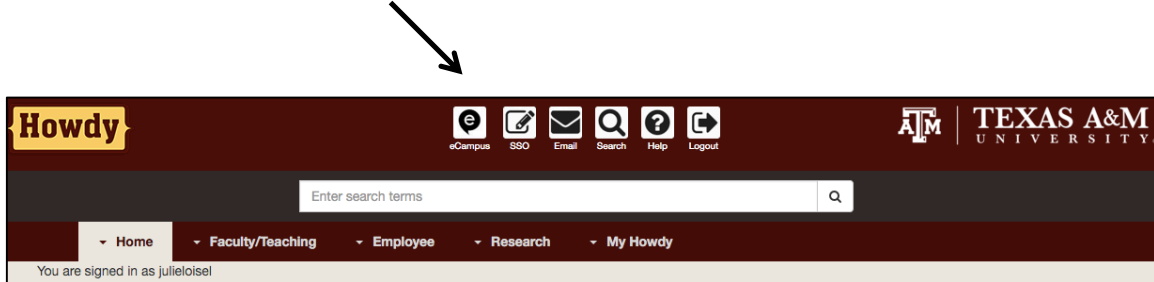 Howdy
eCampus SSO Email Search Help Logout
ATM TEXAS A&M
UNIVERSITY
Enter search terms
Home Faculty/Teaching Employee Research My Howdy
You are signed in as julieloisel